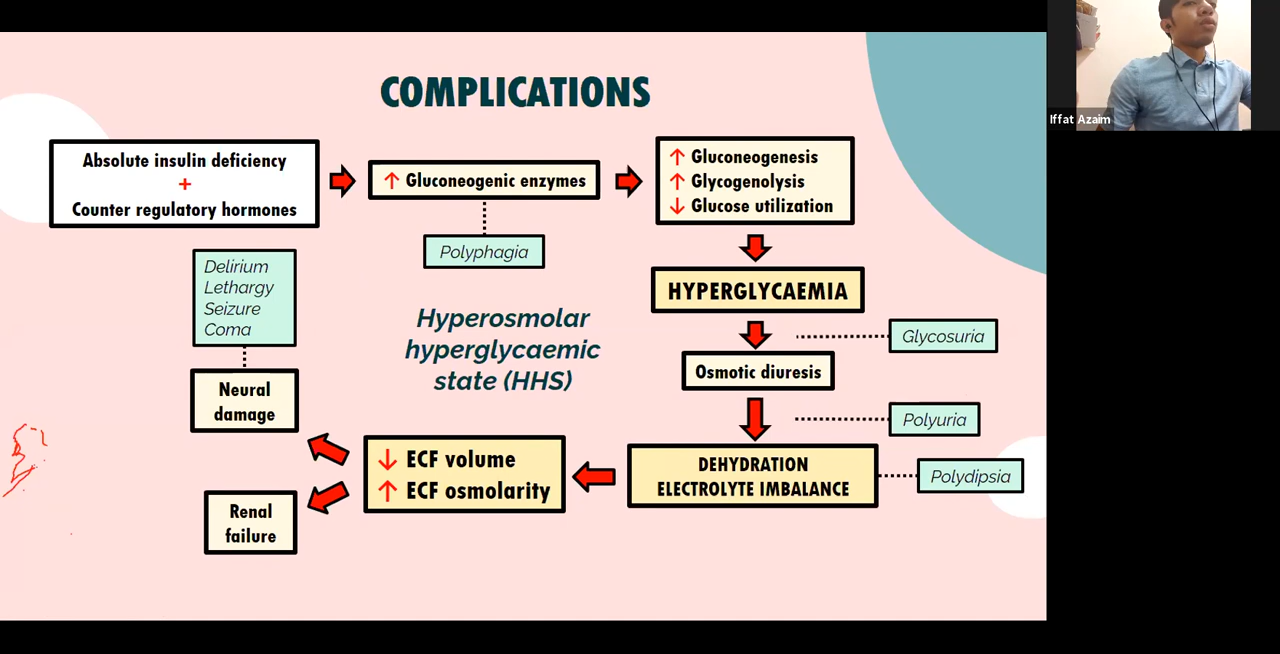 COMPLICATIONS
Absolute insulin deficiency
+
Counter regulatory hormones
↑ Gluconeogenic enzymes
Polyphagia
↑ Gluconeogenesis
↑ Glycogenolysis
↓ Glucose utilization
HYPERGLYCAEMIA
Glycosuria
Osmotic diuresis
Polyuria
DEHYDRATION
ELECTROLYTE IMBALANCE
Polydipsia
↓ ECF volume
↑ ECF osmolarity
Neural
damage
Delirium
Lethargy
Seizure
Coma
Renal
failure
Hyperosmolar
hyperglycaemic
state (HHS)
Iffat Azaim